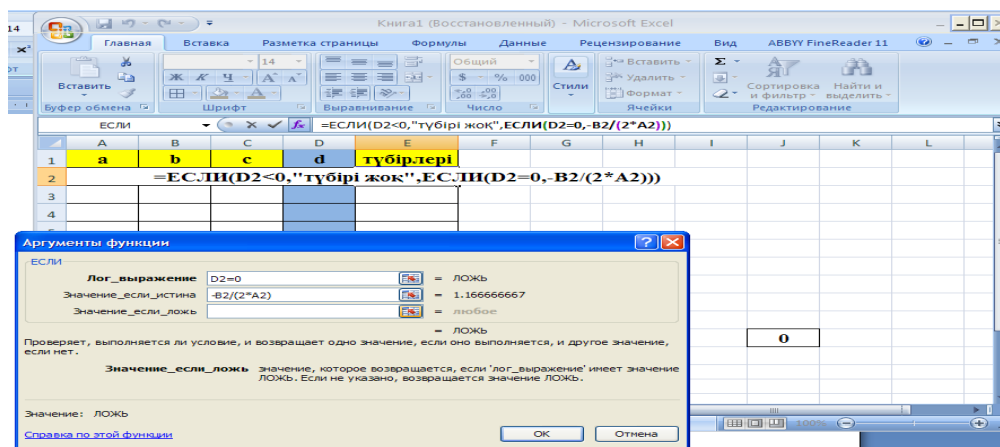 14
Книга1 (Восстановленный) - Microsoft Excel
Главная Вставка Разметка страницы Формулы Данные Рецензирование Вид ABBYY FineReader 11
Вставить
14
Ж К Ч
Общий
% 000
Стили
Вставить
Удалить
Формат
Σ
Сортировка и фильтр
Найти и выделить
Буфер обмена Шрифт Выравнивание Число Ячейки Редактирование
ЕСЛИ fx =ЕСЛИ(D2<0,"түбірі жоқ",ЕСЛИ(D2=0,-B2/(2*A2)))
A B C D E F G H I J K L
1 a b c d түбірлері
2 =ЕСЛИ(D2<0,"түбірі жоқ",ЕСЛИ(D2=0,-B2/(2*A2)))
3
4
Аргументы функции
ЕСЛИ
Лог_выражение D2=0 = ЛОЖЬ
Значение_если_истина -B2/(2*A2) = 1.166666667
Значение_если_ложь = любое
= ЛОЖЬ
Проверяет, выполняется ли условие, и возвращает одно значение, если оно выполняется, и другое значение,
если нет.
Значение_если_ложь значение, которое возвращается, если 'лог_выражение' имеет значение
ЛОЖЬ. Если не указано, возвращается значение ЛОЖЬ.
Значение: ЛОЖЬ
Справка по этой функции
OK Отмена
0
100%